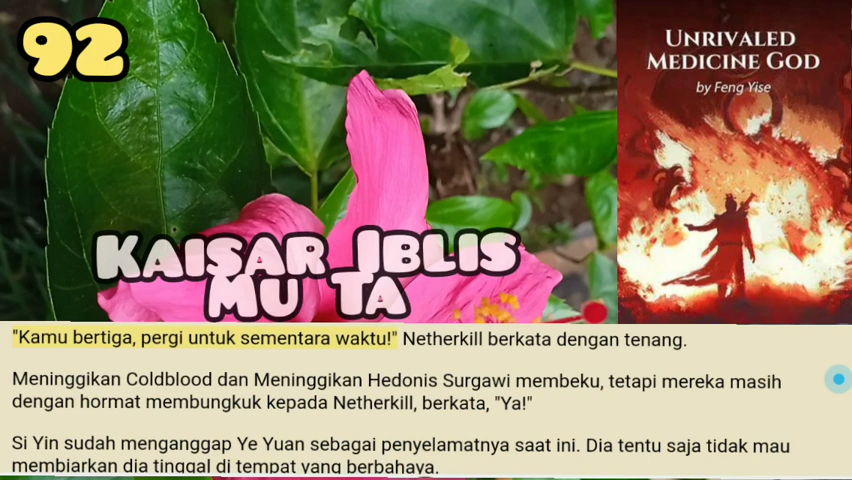 92
UNRIVALED
MEDICINE GOD
by Feng Yise
KAISAR IBLIS
MU TA
"Kamu bertiga, pergi untuk sementara waktu!" Netherkill berkata dengan tenang.
Meninggikan Coldblood dan Meninggikan Hedonis Surgawi membeku, tetapi mereka masih
dengan hormat membungkuk kepada Netherkill, berkata, "Ya!"
Si Yin sudah menganggap Ye Yuan sebagai penyelamatnya saat ini. Dia tentu saja tidak mau
membiarkan dia tinggal di tempat yang berbahaya.